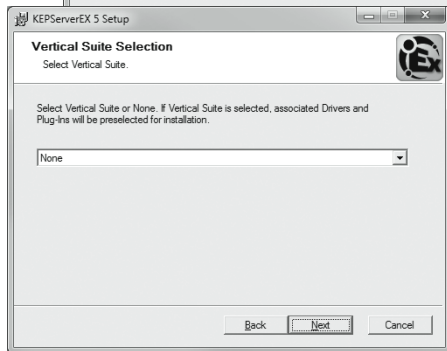 KEPServerEX 5 Setup
Vertical Suite Selection
Select Vertical Suite.
Ex
Select Vertical Suite or None. If Vertical Suite is selected, associated Drivers and
Plug-Ins will be preselected for installation.
None
Back Next Cancel